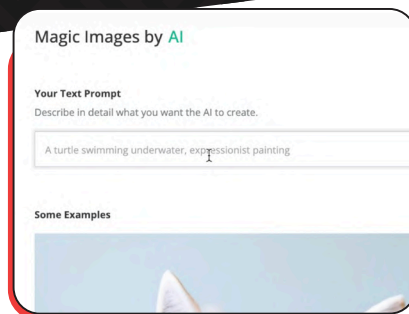 Magic Images by AI
Your Text Prompt
Describe in detail what you want the AI to create.
A turtle swimming underwater, expressionist painting
Some Examples